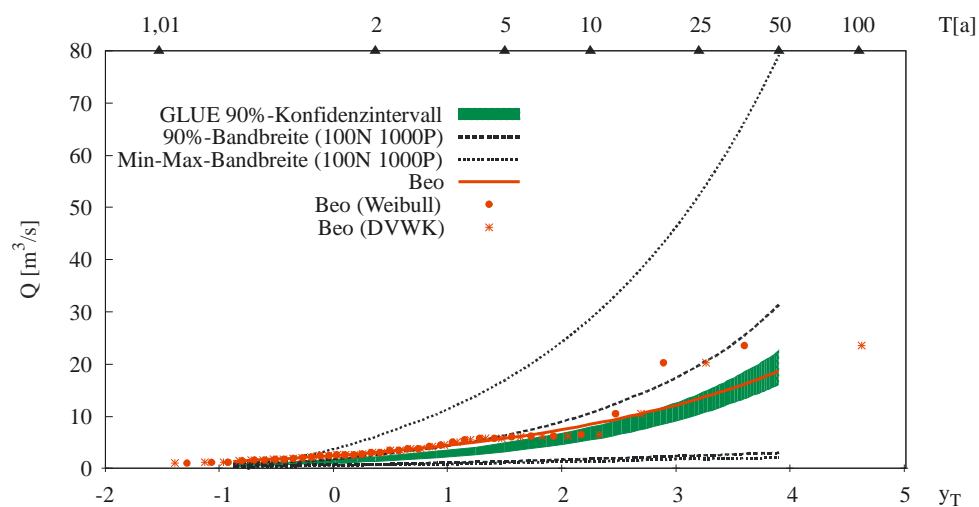 1,01 2 5 10 25 50 100 T[a]
80
70
60
50
40
30
20
10
0
Q [m³/s]
GLUE 90%-Konfidenzintervall
90%-Bandbreite (100N 1000P)
Min-Max-Bandbreite (100N 1000P)
Beo
Beo (Weibull)
Beo (DVWK)
-2 -1 0 1 2 3 4 5 y_T